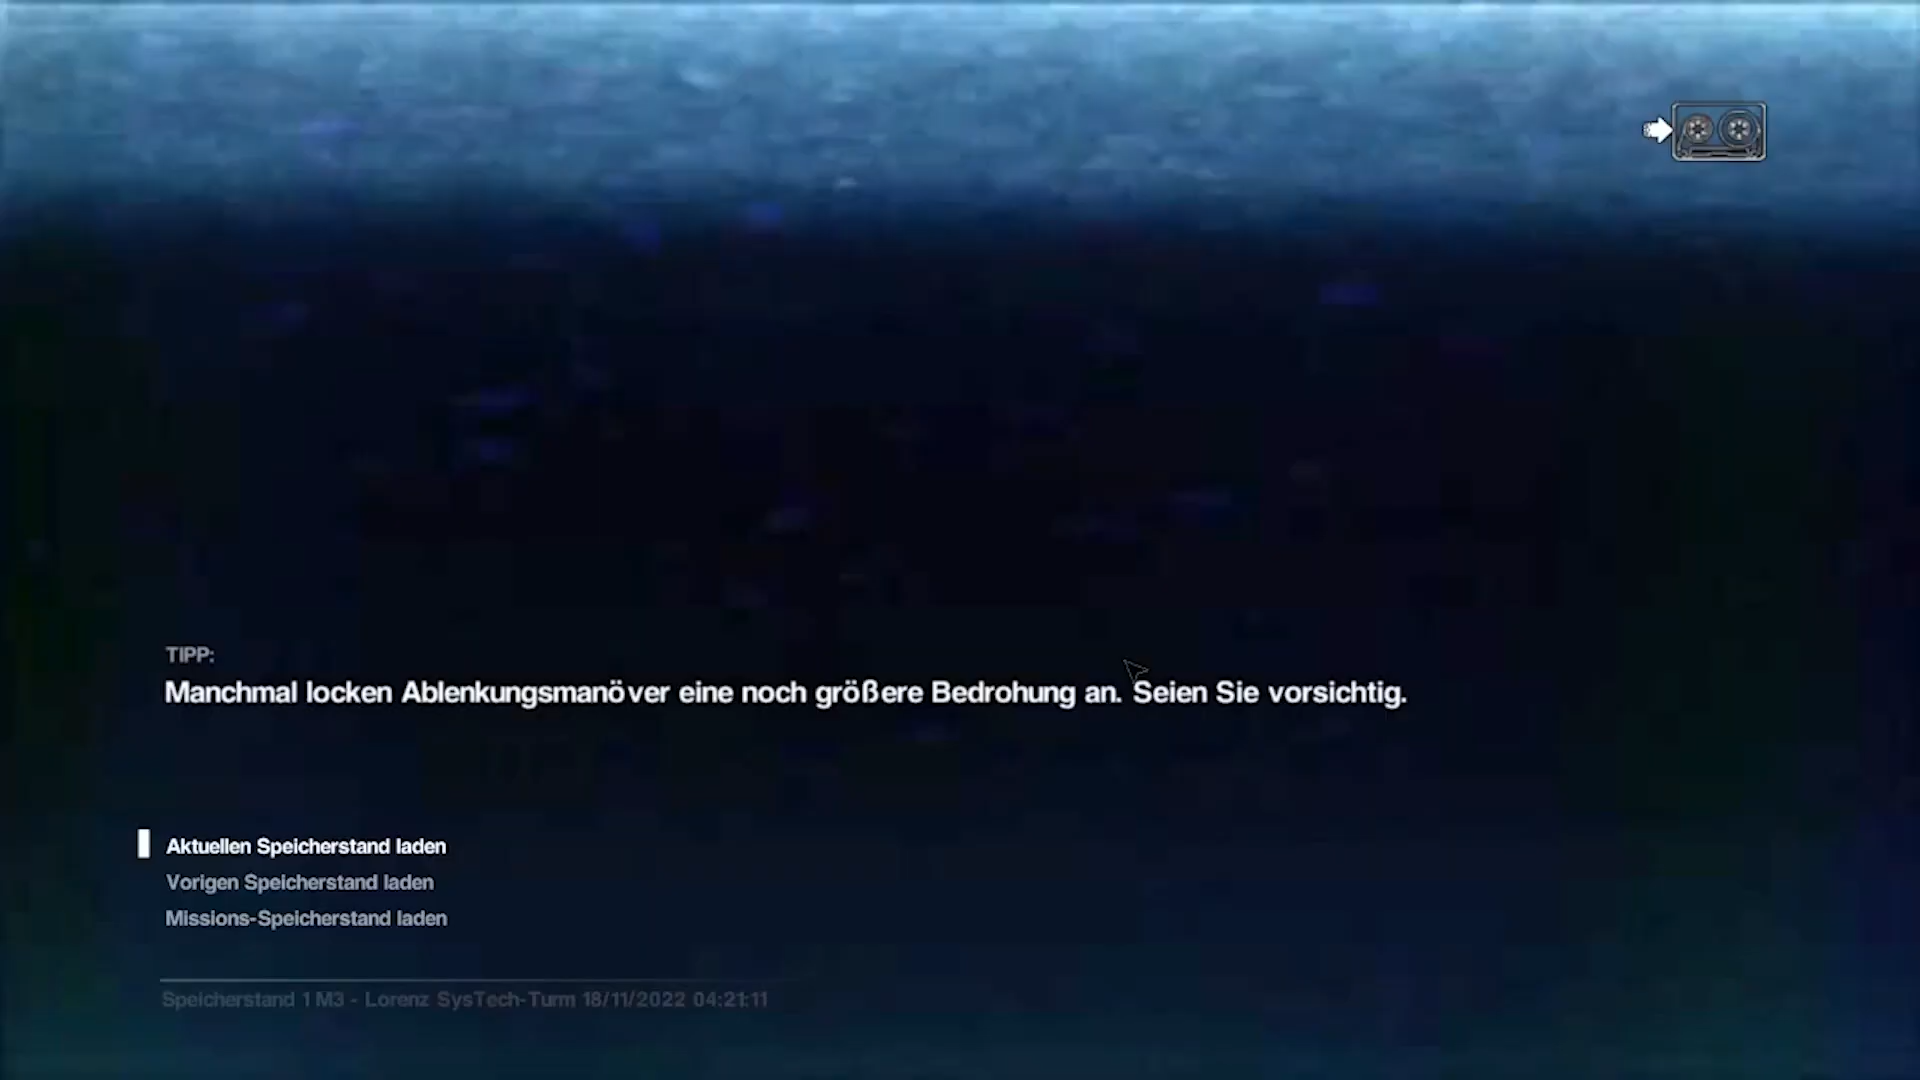 TIPP:
Manchmal locken Ablenkungsmanöver eine noch größere Bedrohung an. Seien Sie vorsichtig.
Aktuellen Speicherstand laden
Vorigen Speicherstand laden
Missions-Speicherstand laden
Speicherstand 1 M3 - Lorenz SysTech-Turm 18/11/2022 04:21:11